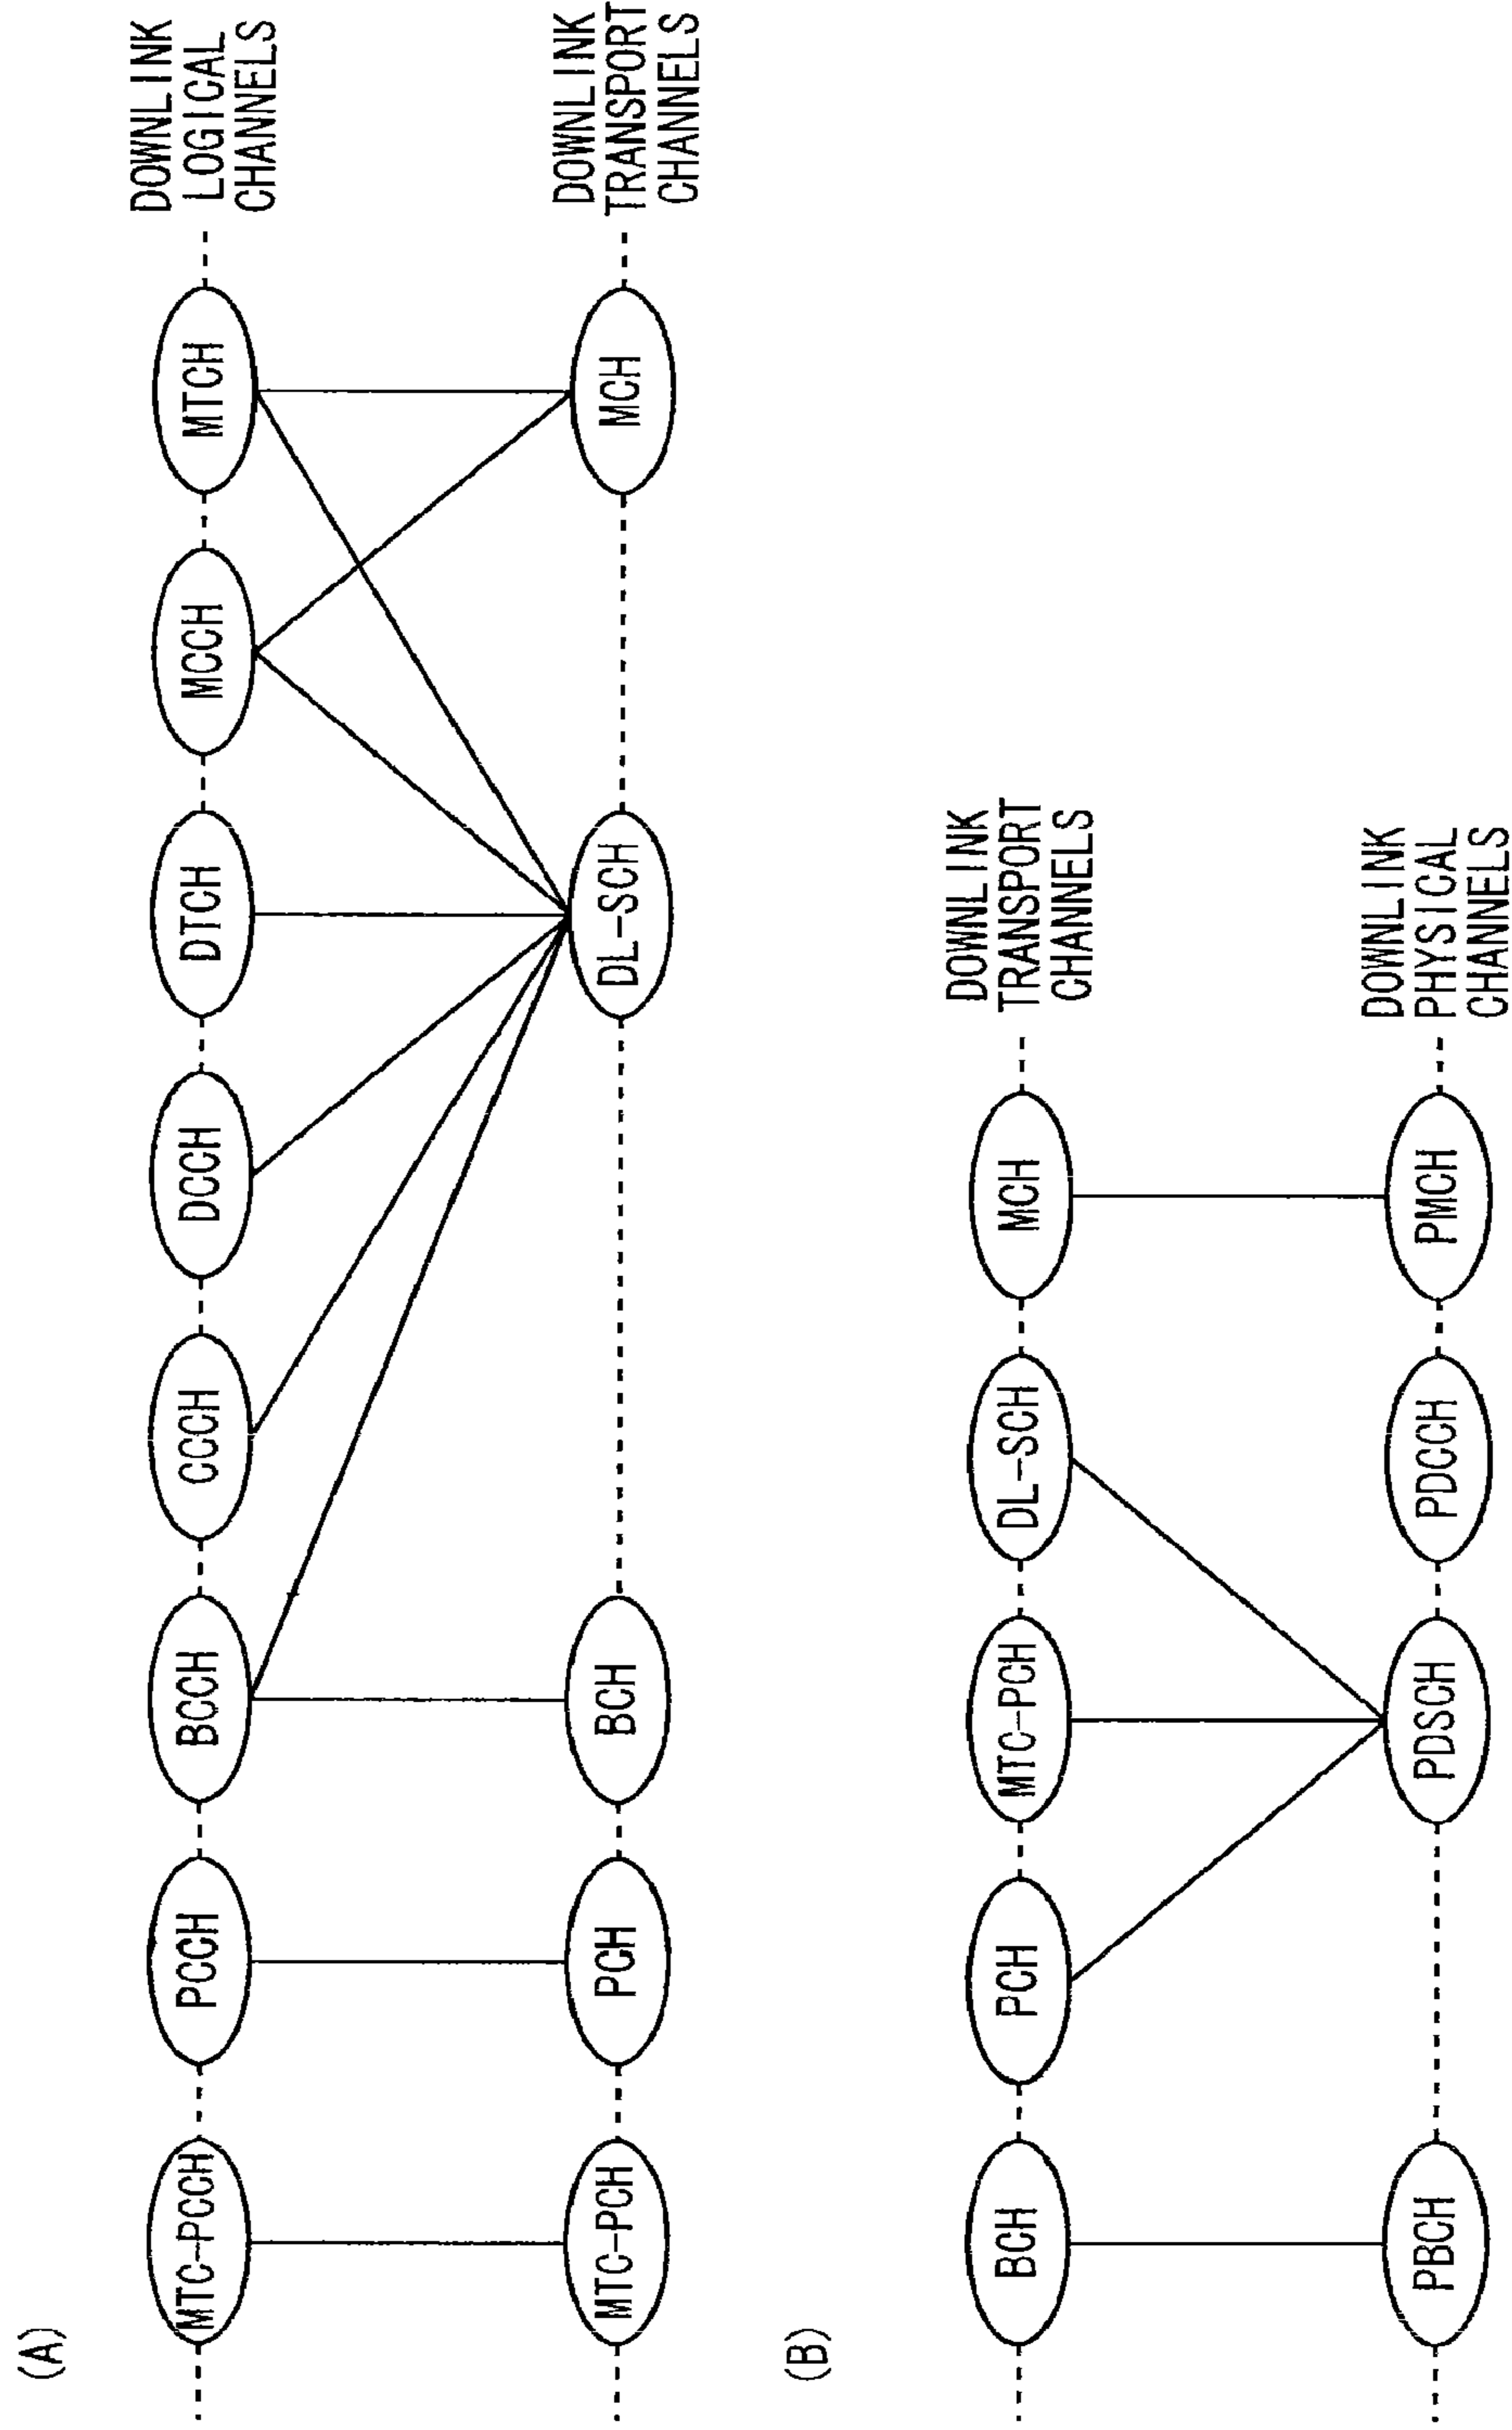 (A)
MTC-PCCH
PCCH
BCCH
CCCH
DCCH
DTCH
MCCH
MTCH
DOWNLINK
LOGICAL
CHANNELS
MTC-PCH
PCH
BCH
DL-SCH
MCH
DOWNLINK
TRANSPORT
CHANNELS
(B)
BCH
PCH
MTC-PCH
DL-SCH
MCH
DOWNLINK
TRANSPORT
CHANNELS
PBCH
PDSCH
PDCCH
PMCH
DOWNLINK
PHYSICAL
CHANNELS